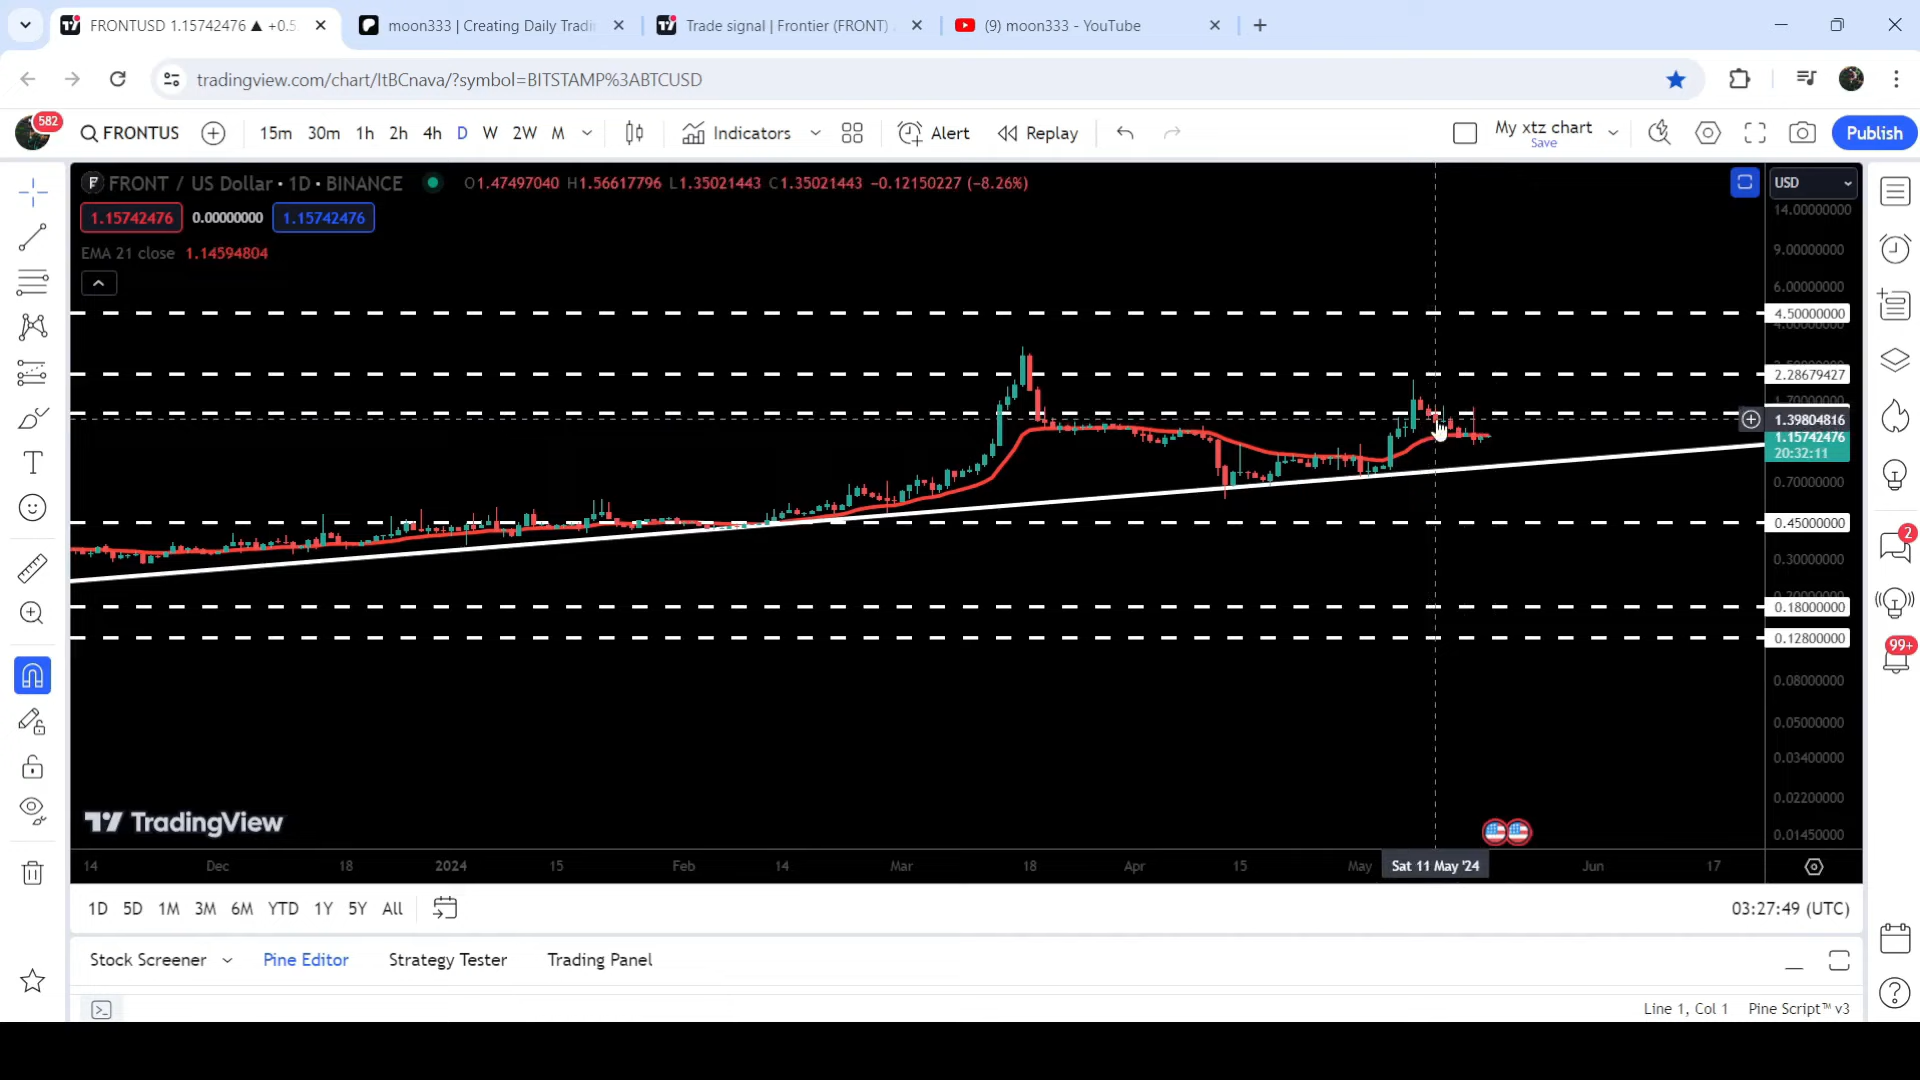 FRONTUSD 1.15742476 ▲ +0.5
moon333 | Creating Daily Tradi
Trade signal | Frontier (FRONT)
(9) moon333 - YouTube
tradingview.com/chart/ItBCnava/?symbol=BITSTAMP%3ABTCUSD
582
FRONTUS
15m 30m 1h 2h 4h D W 2W M
Indicators
Alert
Replay
My xtz chart
Save
Publish
FRONT / US Dollar • 1D • BINANCE
O1.47497040 H1.56617796 L1.35021443 C1.35021443 −0.12150227 (−8.26%)
USD
1.15742476 0.00000000 1.15742476
EMA 21 close 1.14594804
14.00000000
9.00000000
6.00000000
4.50000000
2.28679427
1.39804816
1.15742476
20:32:11
0.70000000
0.45000000
0.30000000
0.18000000
0.12800000
0.08000000
0.05000000
0.03400000
0.02200000
0.01450000
2
99+
TradingView
14 Dec 18 2024 15 Feb 14 Mar 18 Apr 15 May Sat 11 May '24 Jun 17
1D 5D 1M 3M 6M YTD 1Y 5Y All
03:27:49 (UTC)
Stock Screener
Pine Editor
Strategy Tester
Trading Panel
Line 1, Col 1
Pine Script™ v3